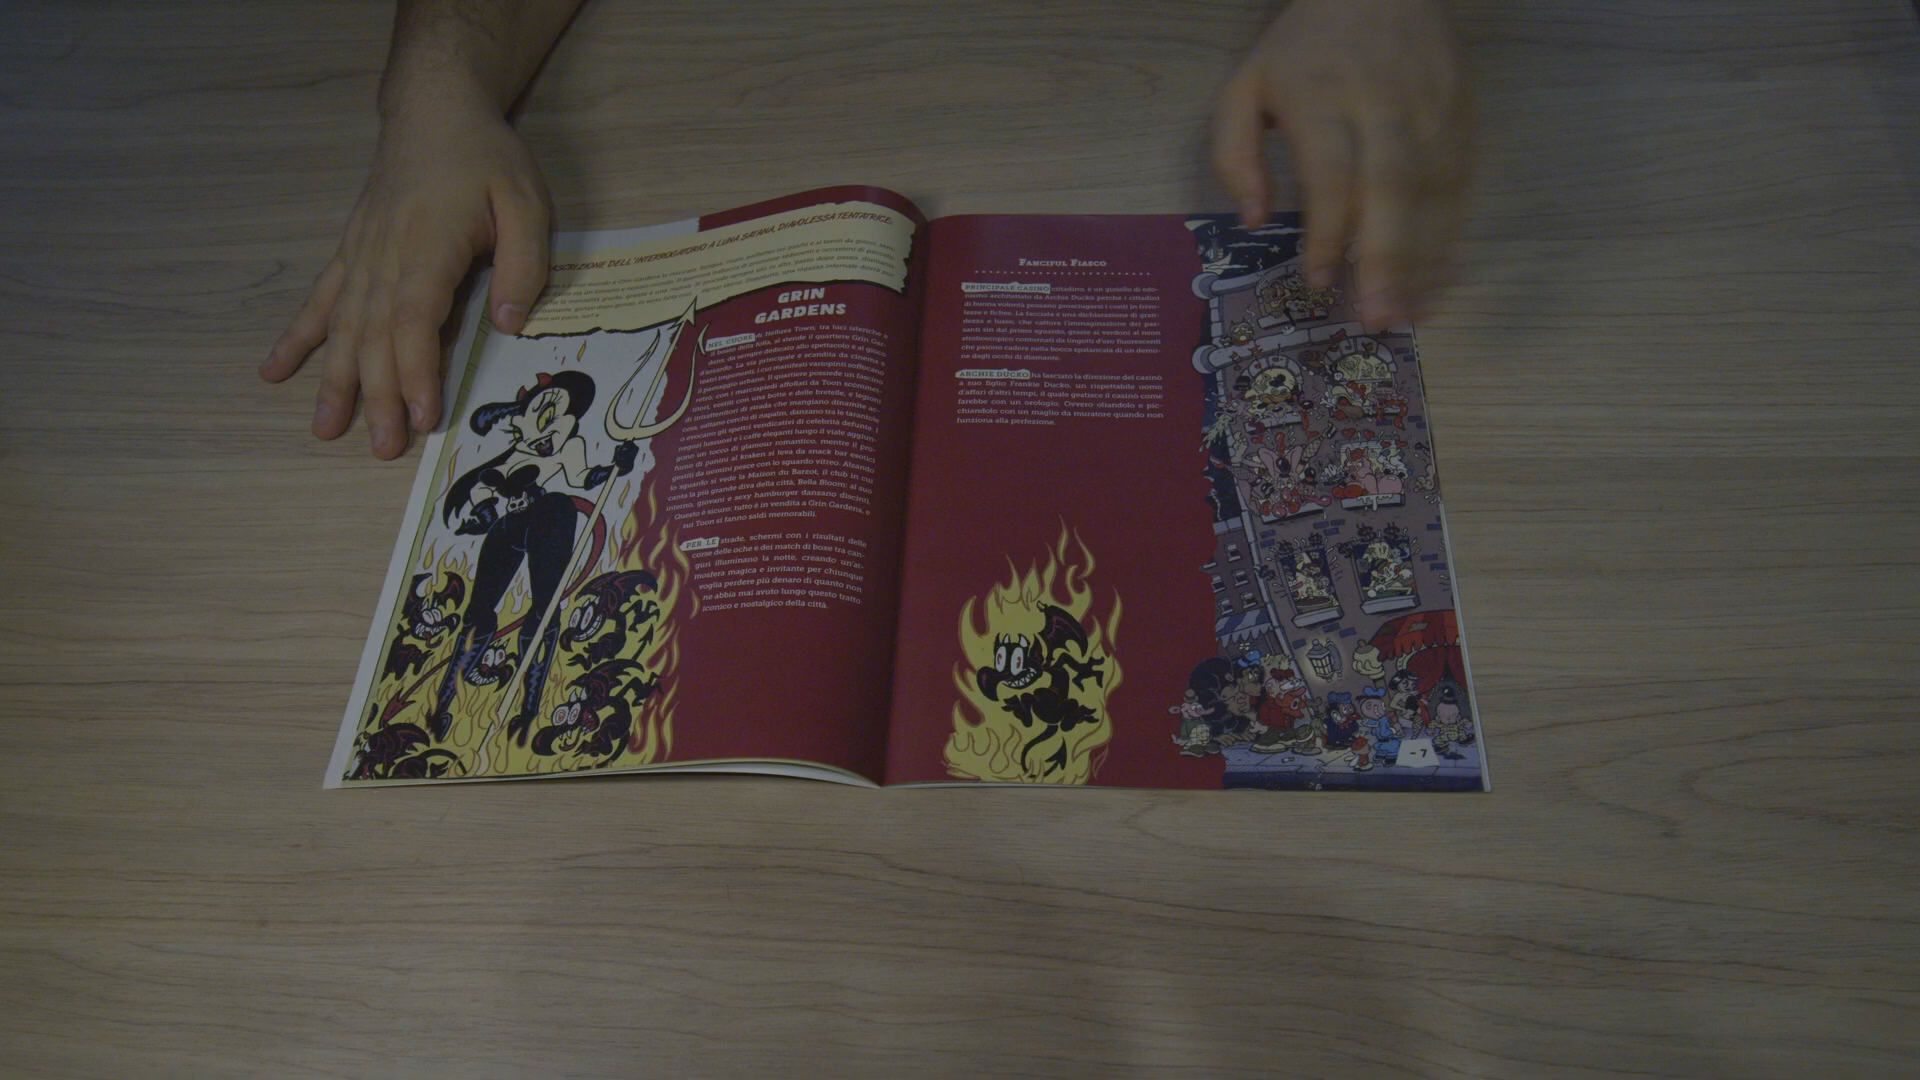 ASCRIZIONE DELL'INTERROGATORIO A LUNA SATANA, DIAVOLESSA TENTATRICE:
GRIN
GARDENS
NEL CUORE di Helluva Town, tra luci isteriche e
il boato della folla, si stende il quartiere Grin Gar-
dens, da sempre dedicato allo spettacolo e al gioco
d'azzardo. La via principale è scandita da cinema e
teatri imponenti, i cui manifesti variopinti soffocano
il paesaggio urbano. Il quartiere possiede un fascino
retrò, con i marciapiedi affollati da Toon scommet-
titori, vestiti con una botte e delle bretelle, e legioni
di intrattenitori di strada che mangiano dinamite ac-
cesa, saltano cerchi di napalm, danzano tra le tarantole
o evocano gli spettri vendicativi di celebrità defunte. I
negozi lussuosi e i caffè eleganti lungo il viale aggiun-
gono un tocco di glamour romantico, mentre il pro-
fumo di panini al kraken si leva da snack bar esotici
gestiti da uomini pesce con lo sguardo vitreo. Alzando
lo sguardo si vede la Maison du Barzot, il club in cui
canta la più grande diva della città, Bella Bloom: al suo
interno, giovani e sexy hamburger danzano discinti.
Questo è sicuro: tutto è in vendita a Grin Gardens, e
sui Toon si fanno saldi memorabili.
PER LE strade, schermi con i risultati delle
corse delle oche e dei match di boxe tra can-
guri illuminano la notte, creando un'at-
mosfera magica e invitante per chiunque
voglia perdere più denaro di quanto non
ne abbia mai avuto lungo questo tratto
iconico e nostalgico della città.
FANCIFUL FIASCO
PRINCIPALE CASINÒ cittadino, è un gioiello di edo-
nismo architettato da Archie Ducko perché i cittadini
di buona volontà possano prosciugarsi i conti in frivo-
lezze e fiches. La facciata è una dichiarazione di gran-
dezza e lusso, che cattura l'immaginazione dei pas-
santi sin dal primo sguardo, grazie ai verdoni al neon
stroboscopico contornati da lingotti d'oro fluorescenti
che paiono cadere nella bocca spalancata di un demo-
ne dagli occhi di diamante.
ARCHIE DUCKO ha lasciato la direzione del casinò
a suo figlio Frankie Ducko, un rispettabile uomo
d'affari d'altri tempi, il quale gestisce il casinò come
farebbe con un orologio. Ovvero oliandolo e pic-
chiandolo con un maglio da muratore quando non
funziona alla perfezione.
- 7